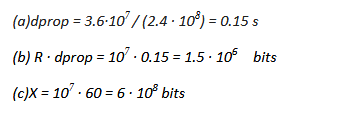 (a)dprop = 3.6·10⁷ / (2.4 · 10⁸) = 0.15 s
(b) R · dprop = 10⁷ · 0.15 = 1.5 · 10⁶ bits
(c)X = 10⁷ · 60 = 6 · 10⁸ bits